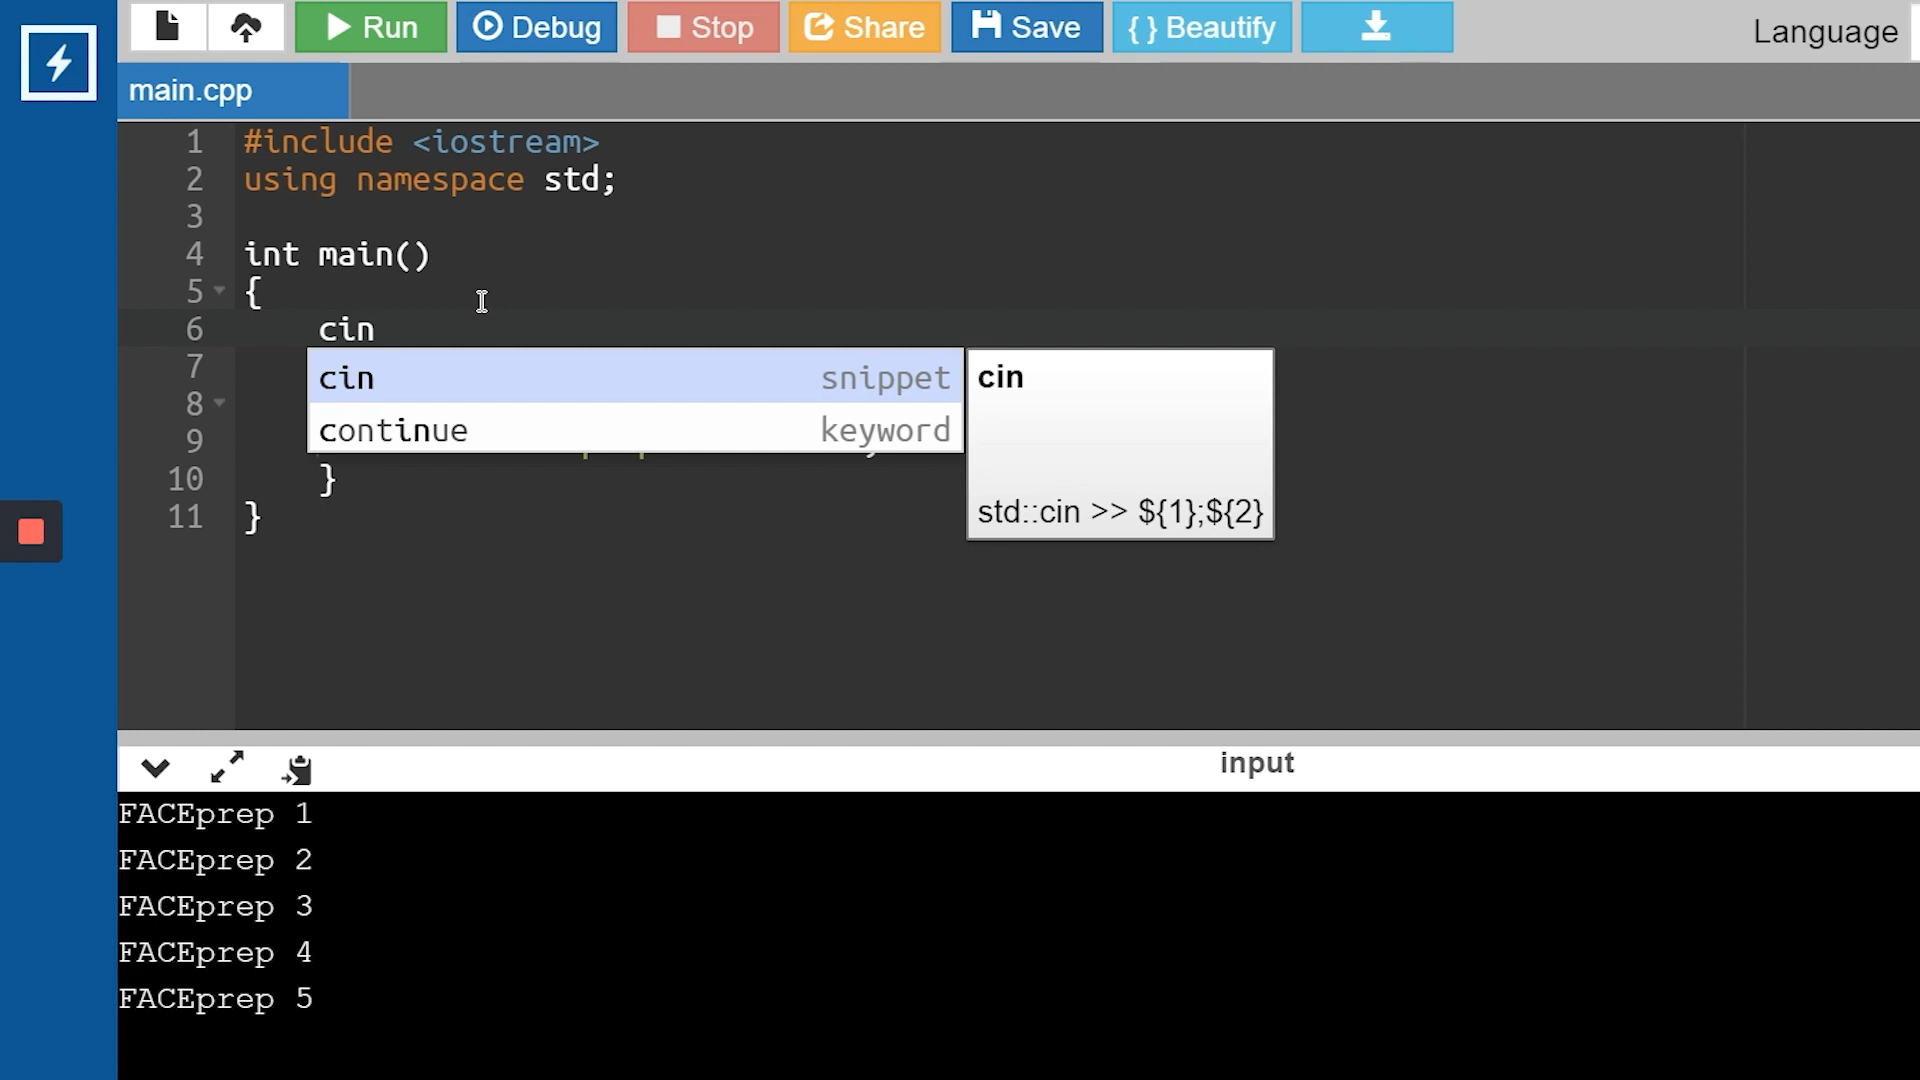 Run Debug Stop Share Save { } Beautify Language
main.cpp
1 #include <iostream>
2 using namespace std;
3
4 int main()
5 {
6 cin
7
8
9
10 }
11 }
cin snippet
continue keyword
cin
std::cin >> ${1};${2}
input
FACEprep 1
FACEprep 2
FACEprep 3
FACEprep 4
FACEprep 5